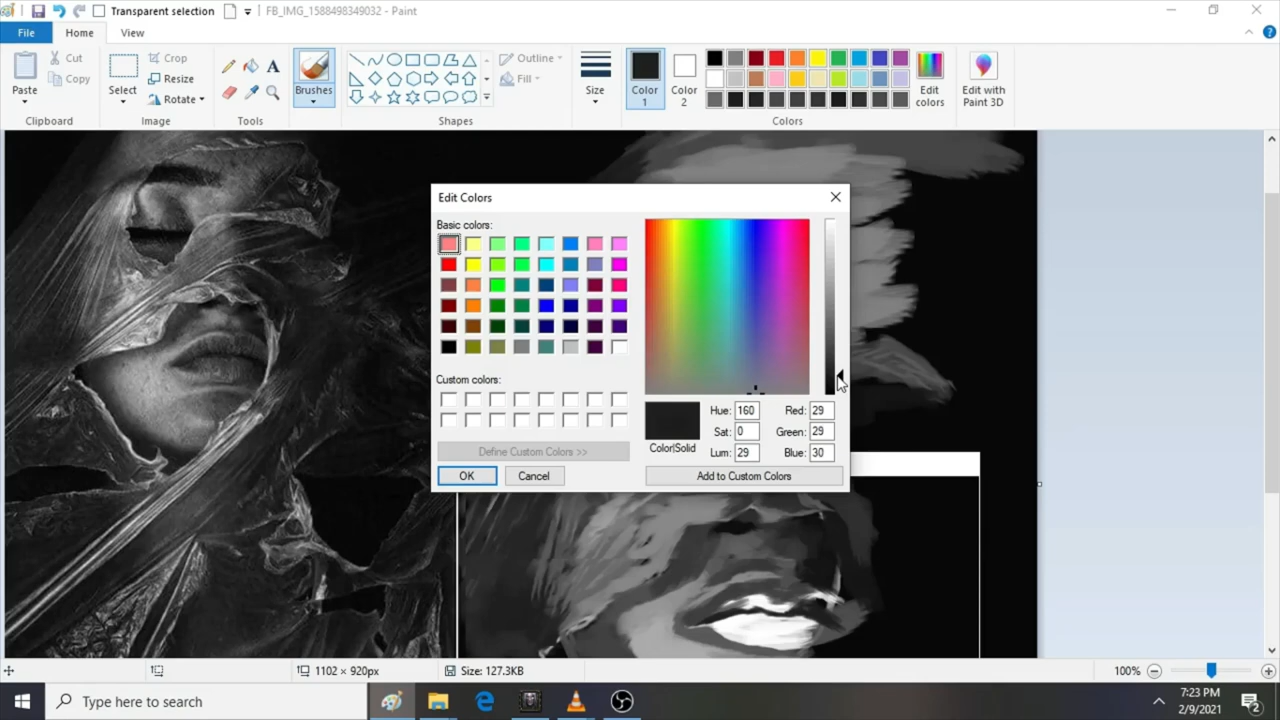 Transparent selection
FB_IMG_1588498349032 - Paint
File
Home
View
Paste
Cut
Copy
Clipboard
Select
Crop
Resize
Rotate
Image
A
Tools
Brushes
Shapes
Outline
Fill
Size
Color
1
Color
2
Edit
colors
Colors
Edit with
Paint 3D
Edit Colors
Basic colors:
Custom colors:
Define Custom Colors >>
OK
Cancel
Color|Solid
Hue: 160
Sat: 0
Lum: 29
Red: 29
Green: 29
Blue: 30
Add to Custom Colors
1102 × 920px
Size: 127.3KB
100%
Type here to search
7:23 PM
2/9/2021
2